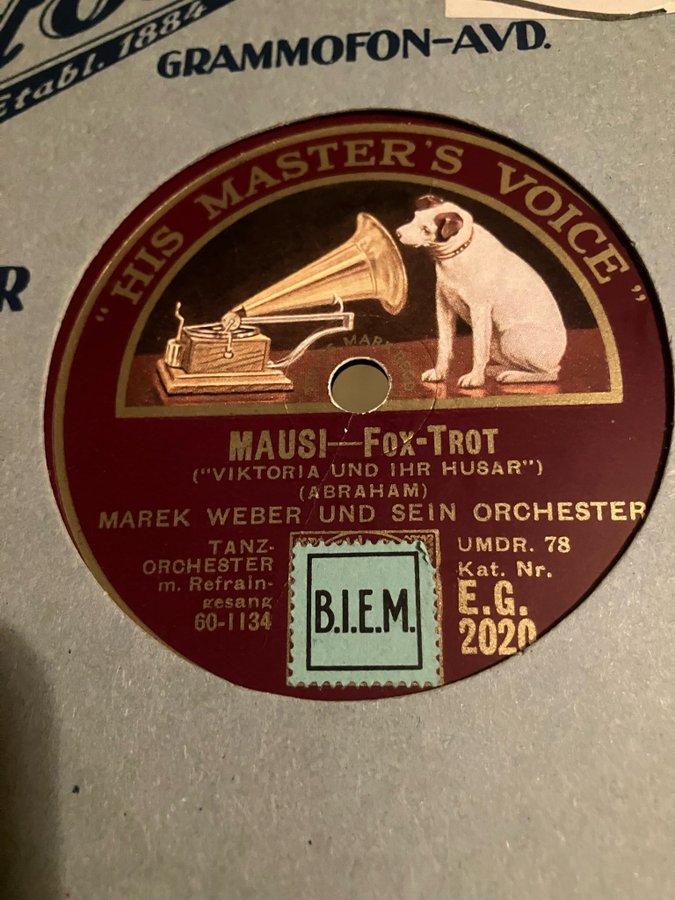 Etabl. 1884
GRAMMOFON-AVD.
R
"HIS MASTER'S VOICE"
MAUSI—FOX-TROT
("VIKTORIA UND IHR HUSAR")
(ABRAHAM)
MAREK WEBER UND SEIN ORCHESTER
TANZ-
ORCHESTER
m. Refrain-
gesang
60-1134
B.I.E.M.
UMDR. 78
Kat. Nr.
E.G.
2020